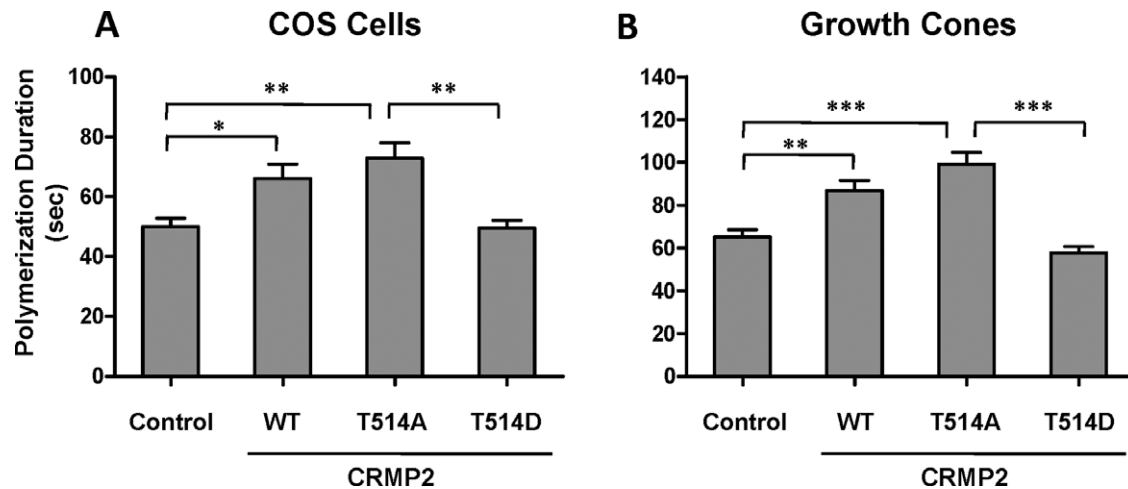 A COS Cells
Polymerization Duration
(sec)
100
80
60
40
20
0
**
**
*
Control WT T514A T514D
CRMP2
B Growth Cones
140
120
100
80
60
40
20
0
***
***
**
Control WT T514A T514D
CRMP2